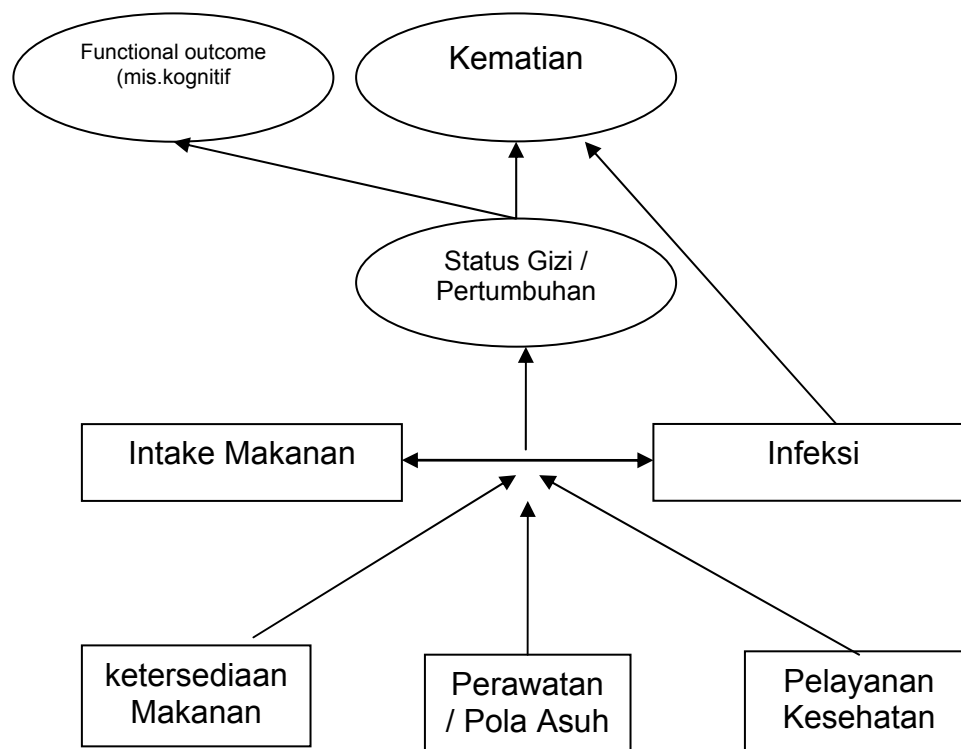 Functional outcome
(mis.kognitif
Kematian
Status Gizi /
Pertumbuhan
Intake Makanan
Infeksi
ketersediaan
Makanan
Perawatan
/ Pola Asuh
Pelayanan
Kesehatan